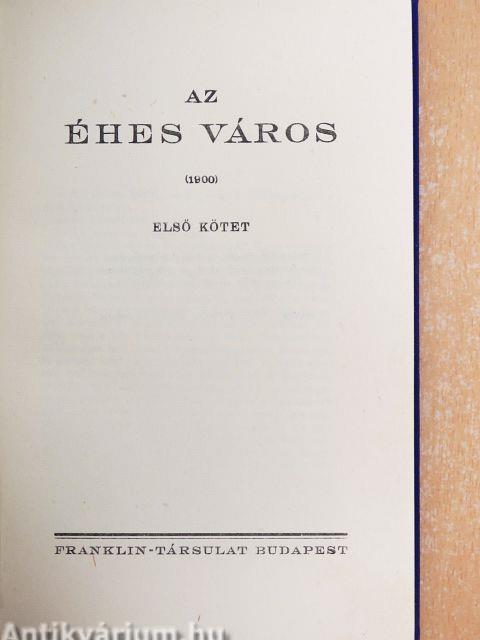 AZ
ÉHES VÁROS
(1900)
ELSŐ KÖTET
FRANKLIN-TÁRSULAT BUDAPEST
Antikvárium.hu